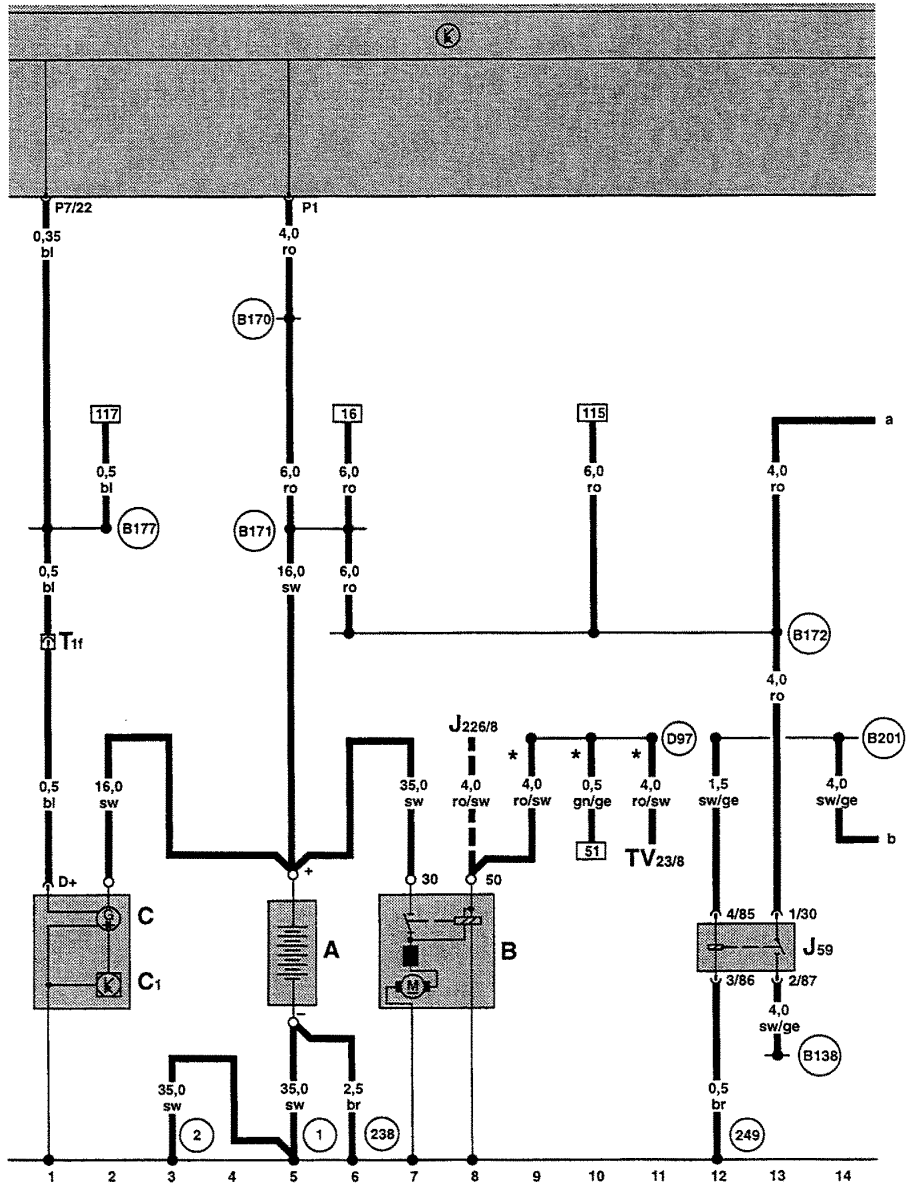 P7/22
P1
0,35
bl
4,0
ro
B170
117
16
115
a
0,5
bl
6,0
ro
6,0
ro
6,0
ro
4,0
ro
B177
B171
0,5
bl
16,0
sw
6,0
ro
T1f
B172
4,0
ro
J226/8
D97
B201
*
*
*
0,5
bl
16,0
sw
35,0
sw
4,0
ro/sw
4,0
ro/sw
0,5
gn/ge
4,0
ro/sw
1,5
sw/ge
4,0
sw/ge
b
51
TV23/8
D+
+
30
50
G
C
A
B
4/85
1/30
J59
C1
M
3/86
2/87
−
4,0
sw/ge
B138
35,0
sw
35,0
sw
2,5
br
0,5
br
2
1
238
249
1 2 3 4 5 6 7 8 9 10 11 12 13 14